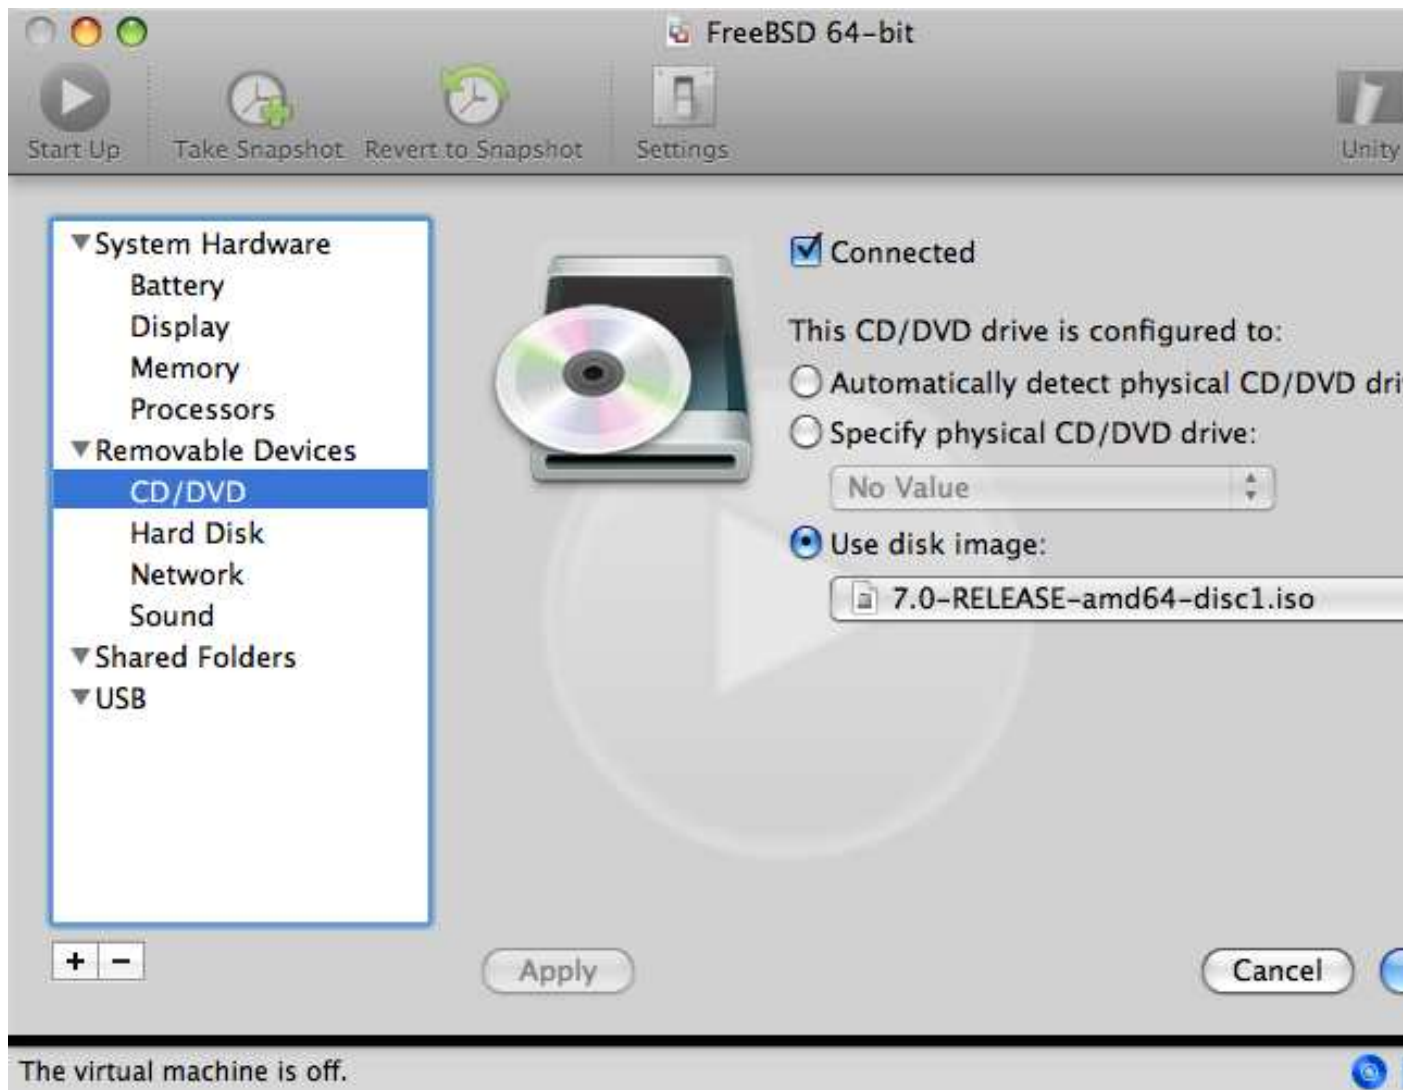 FreeBSD 64-bit
Start Up Take Snapshot Revert to Snapshot Settings Unity
System Hardware
Battery
Display
Memory
Processors
Removable Devices
CD/DVD
Hard Disk
Network
Sound
Shared Folders
USB
Connected
This CD/DVD drive is configured to:
Automatically detect physical CD/DVD dri
Specify physical CD/DVD drive:
No Value
Use disk image:
7.0-RELEASE-amd64-disc1.iso
+ −
Apply Cancel
The virtual machine is off.